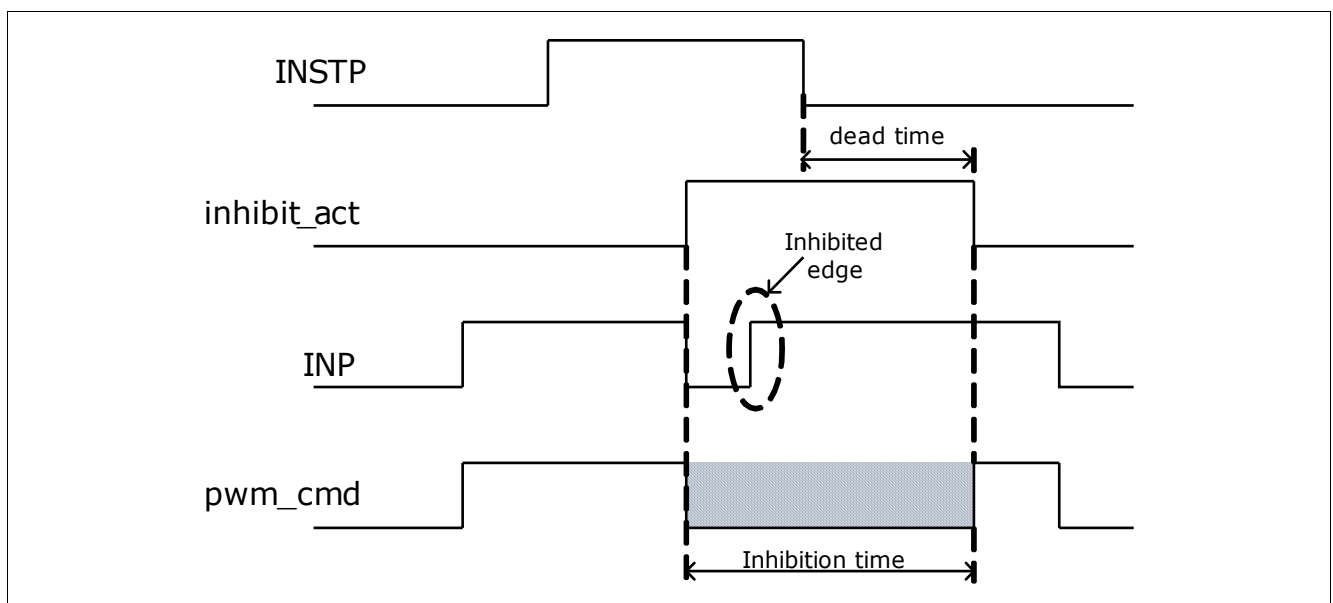 INSTP
dead time
inhibit_act
Inhibited
edge
INP
pwm_cmd
Inhibition time